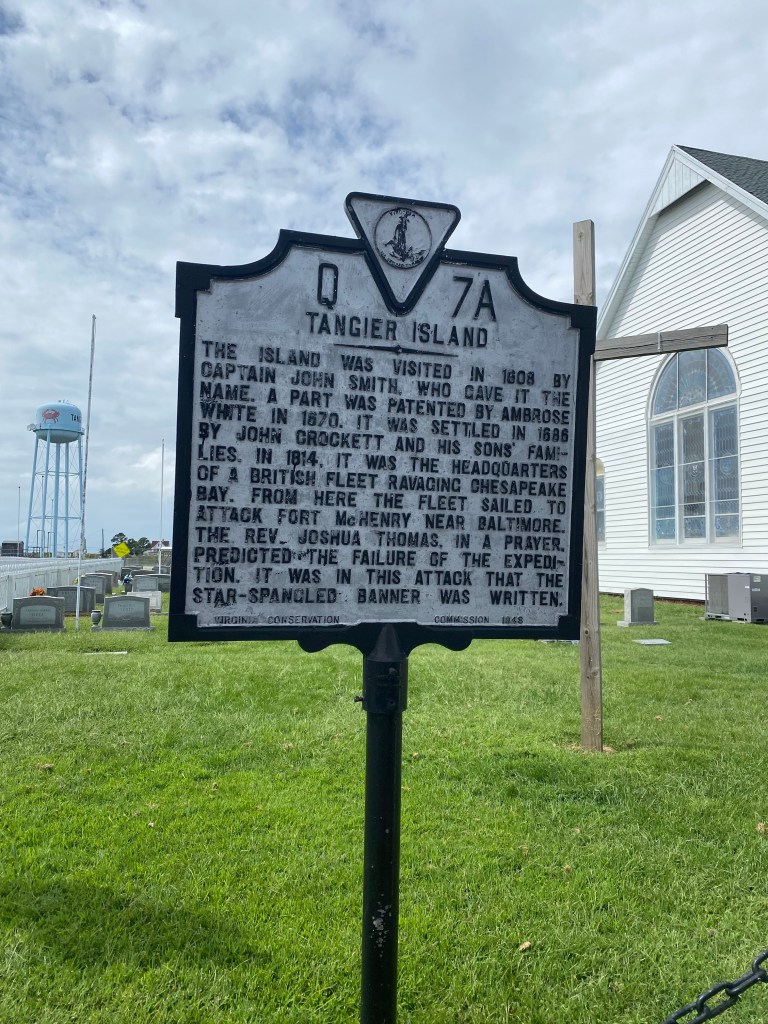 Q 7A
TANGIER ISLAND
THE ISLAND WAS VISITED IN 1608 BY
CAPTAIN JOHN SMITH, WHO GAVE IT THE
NAME. A PART WAS PATENTED BY AMBROSE
WHITE IN 1670. IT WAS SETTLED IN 1686
BY JOHN CROCKETT AND HIS SONS' FAMI-
LIES. IN 1814, IT WAS THE HEADQUARTERS
OF A BRITISH FLEET RAVAGING CHESAPEAKE
BAY. FROM HERE THE FLEET SAILED TO
ATTACK FORT McHENRY NEAR BALTIMORE.
THE REV. JOSHUA THOMAS, IN A PRAYER,
PREDICTED THE FAILURE OF THE EXPEDI-
TION. IT WAS IN THIS ATTACK THAT THE
STAR-SPANGLED BANNER WAS WRITTEN.
VIRGINIA CONSERVATION COMMISSION 1948